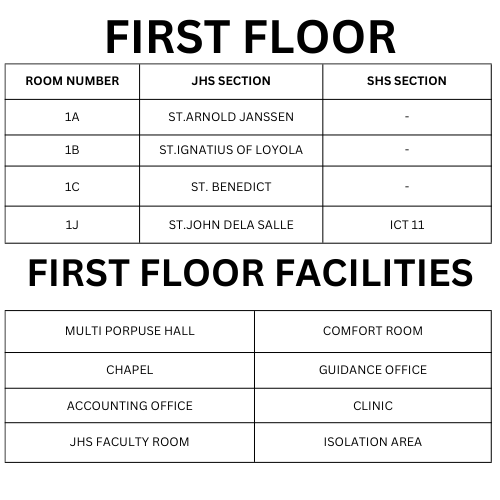 FIRST FLOOR
ROOM NUMBER JHS SECTION SHS SECTION
1A ST.ARNOLD JANSSEN -
1B ST.IGNATIUS OF LOYOLA -
1C ST. BENEDICT -
1J ST.JOHN DELA SALLE ICT 11
FIRST FLOOR FACILITIES
MULTI PORPUSE HALL COMFORT ROOM
CHAPEL GUIDANCE OFFICE
ACCOUNTING OFFICE CLINIC
JHS FACULTY ROOM ISOLATION AREA